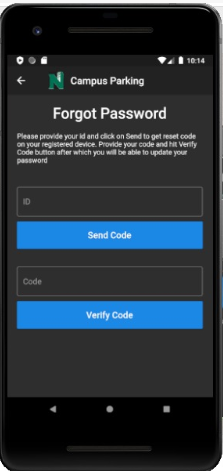 10:14
Campus Parking
Forgot Password
Please provide your id and click on Send to get reset code
on your registered device. Provide your code and hit Verify
Code button after which you will be able to update your
password
ID
Send Code
Code
Verify Code